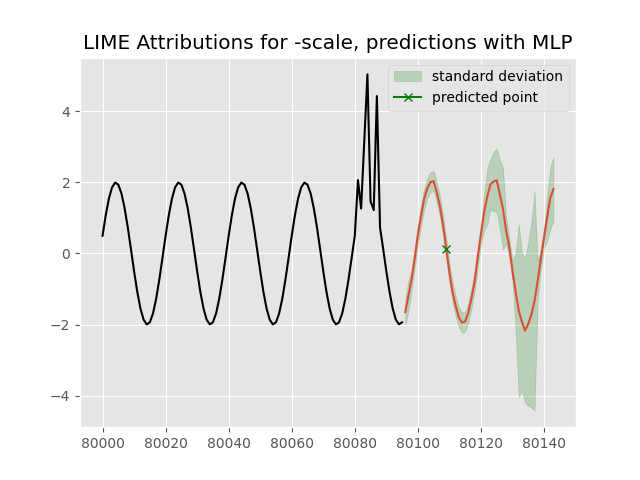 LIME Attributions for -scale, predictions with MLP
standard deviation
predicted point
4
2
0
−2
−4
80000 80020 80040 80060 80080 80100 80120 80140